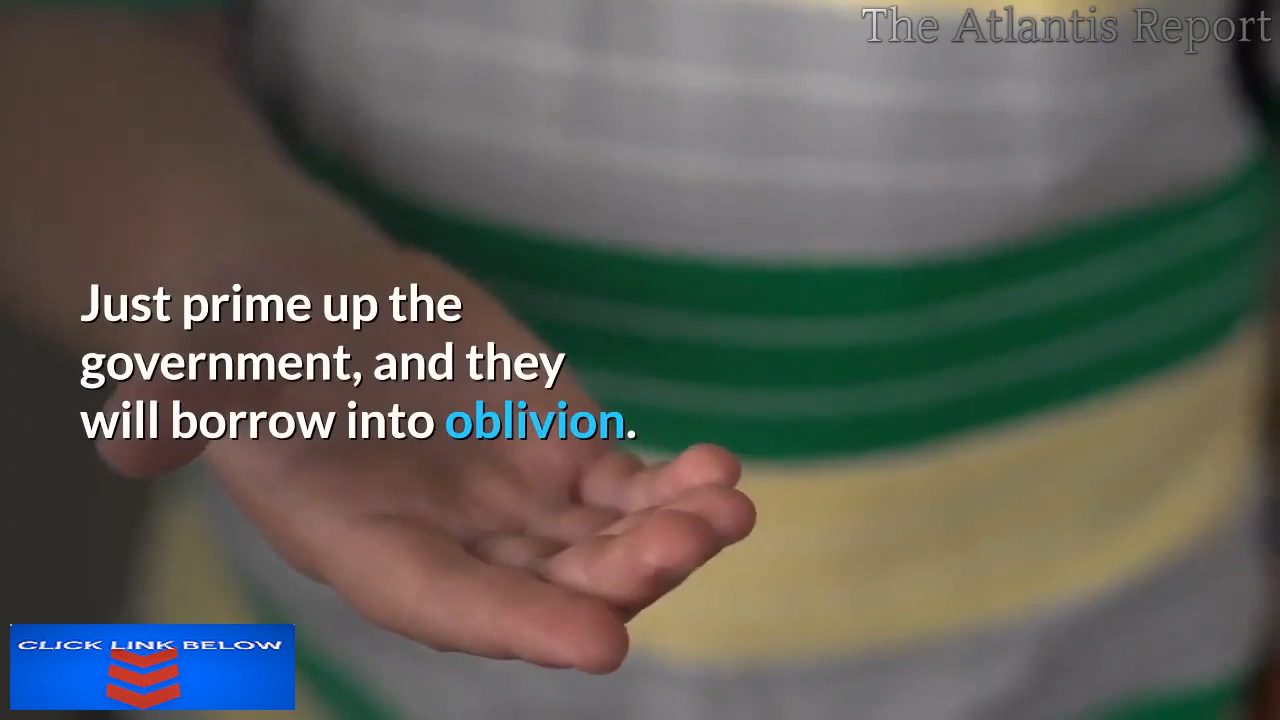 The Atlantis Report
Just prime up the
government, and they
will borrow into oblivion.
CLICK LINK BELOW